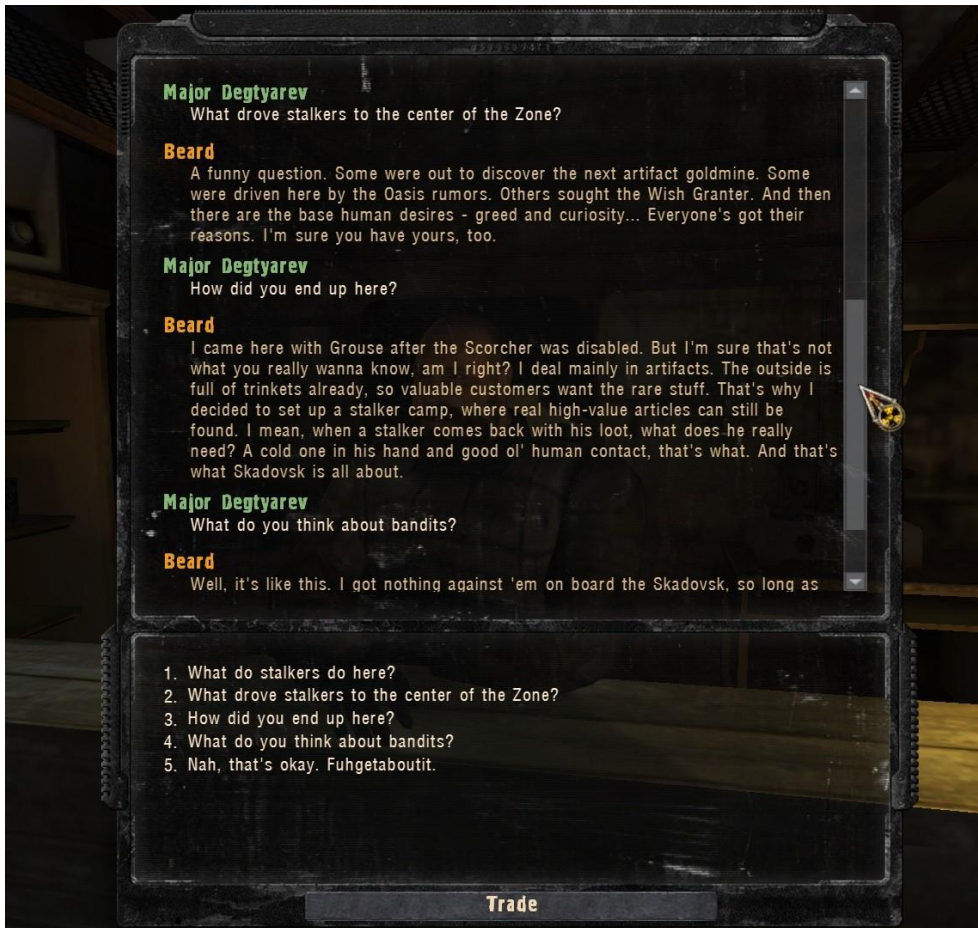 Major Degtyarev
What drove stalkers to the center of the Zone?
Beard
A funny question. Some were out to discover the next artifact goldmine. Some
were driven here by the Oasis rumors. Others sought the Wish Granter. And then
there are the base human desires - greed and curiosity... Everyone's got their
reasons. I'm sure you have yours, too.
Major Degtyarev
How did you end up here?
Beard
I came here with Grouse after the Scorcher was disabled. But I'm sure that's not
what you really wanna know, am I right? I deal mainly in artifacts. The outside is
full of trinkets already, so valuable customers want the rare stuff. That's why I
decided to set up a stalker camp, where real high-value articles can still be
found. I mean, when a stalker comes back with his loot, what does he really
need? A cold one in his hand and good ol' human contact, that's what. And that's
what Skadovsk is all about.
Major Degtyarev
What do you think about bandits?
Beard
Well, it's like this. I got nothing against 'em on board the Skadovsk, so long as
1. What do stalkers do here?
2. What drove stalkers to the center of the Zone?
3. How did you end up here?
4. What do you think about bandits?
5. Nah, that's okay. Fuhgetaboutit.
Trade